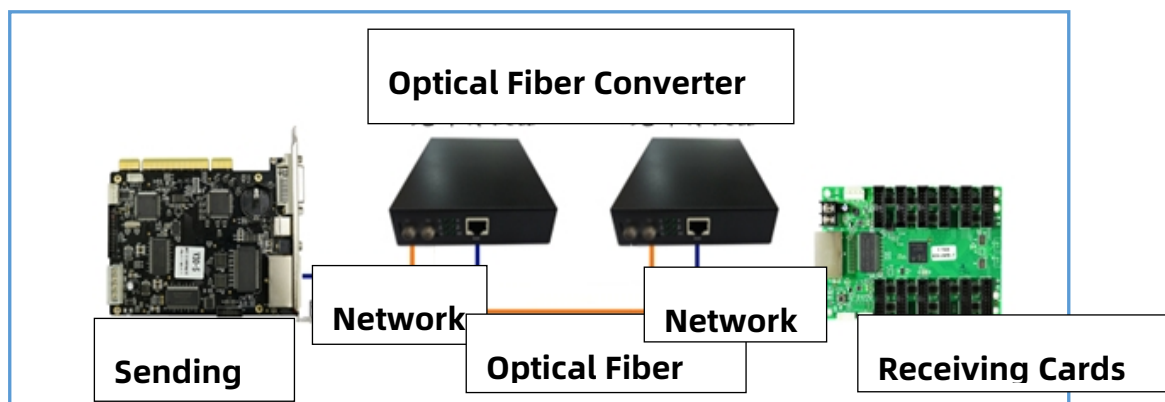 Optical Fiber Converter
Network
Network
Sending
Optical Fiber
Receiving Cards